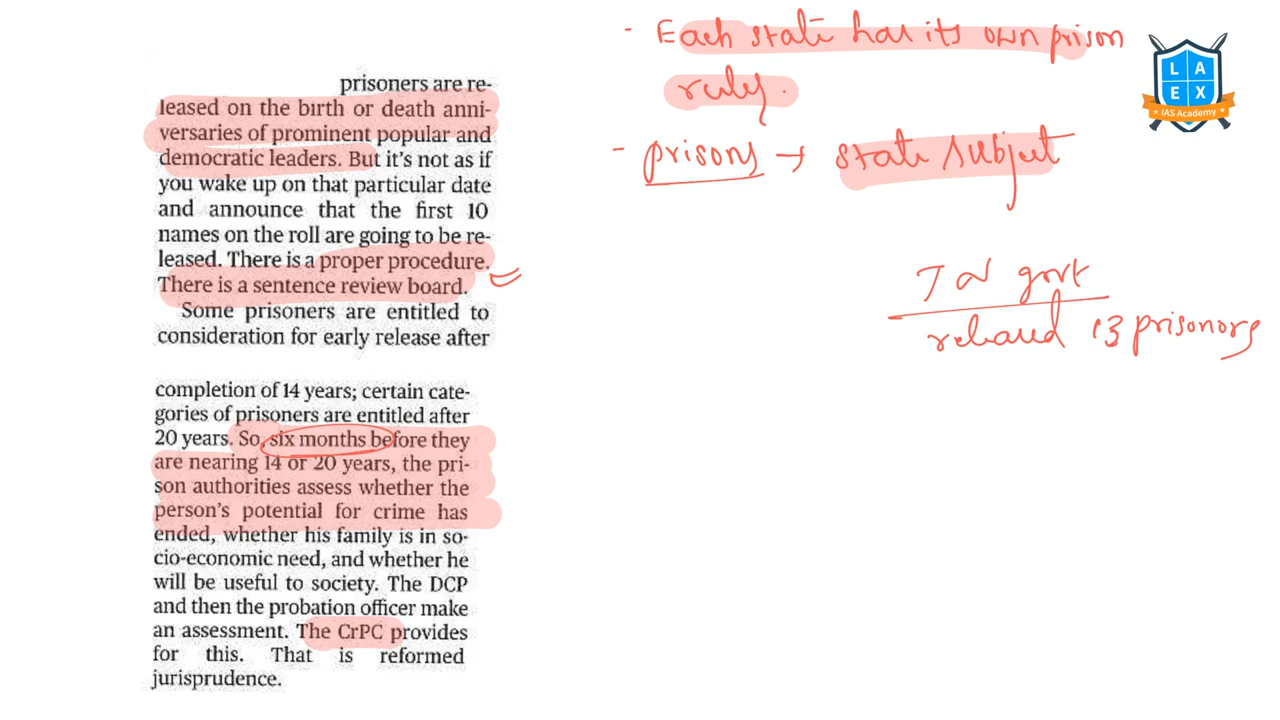 prisoners are re-
leased on the birth or death anni-
versaries of prominent popular and
democratic leaders. But it's not as if
you wake up on that particular date
and announce that the first 10
names on the roll are going to be re-
leased. There is a proper procedure.
There is a sentence review board.
Some prisoners are entitled to
consideration for early release after
completion of 14 years; certain cate-
gories of prisoners are entitled after
20 years. So, six months before they
are nearing 14 or 20 years, the pri-
son authorities assess whether the
person's potential for crime has
ended, whether his family is in so-
cio-economic need, and whether he
will be useful to society. The DCP
and then the probation officer make
an assessment. The CrPC provides
for this. That is reformed
jurisprudence.
- Each state has its own prison
rules.
- prisons → state subject
TN govt
released 13 prisoners
L A
E X
IAS Academy